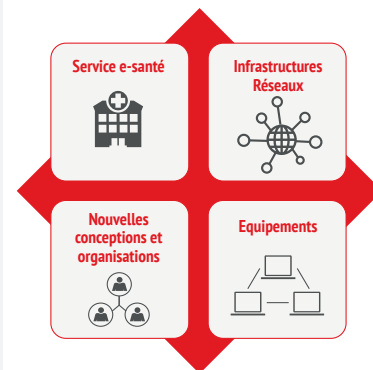 Service e-santé
Infrastructures
Réseaux
Nouvelles
conceptions et
organisations
Equipements